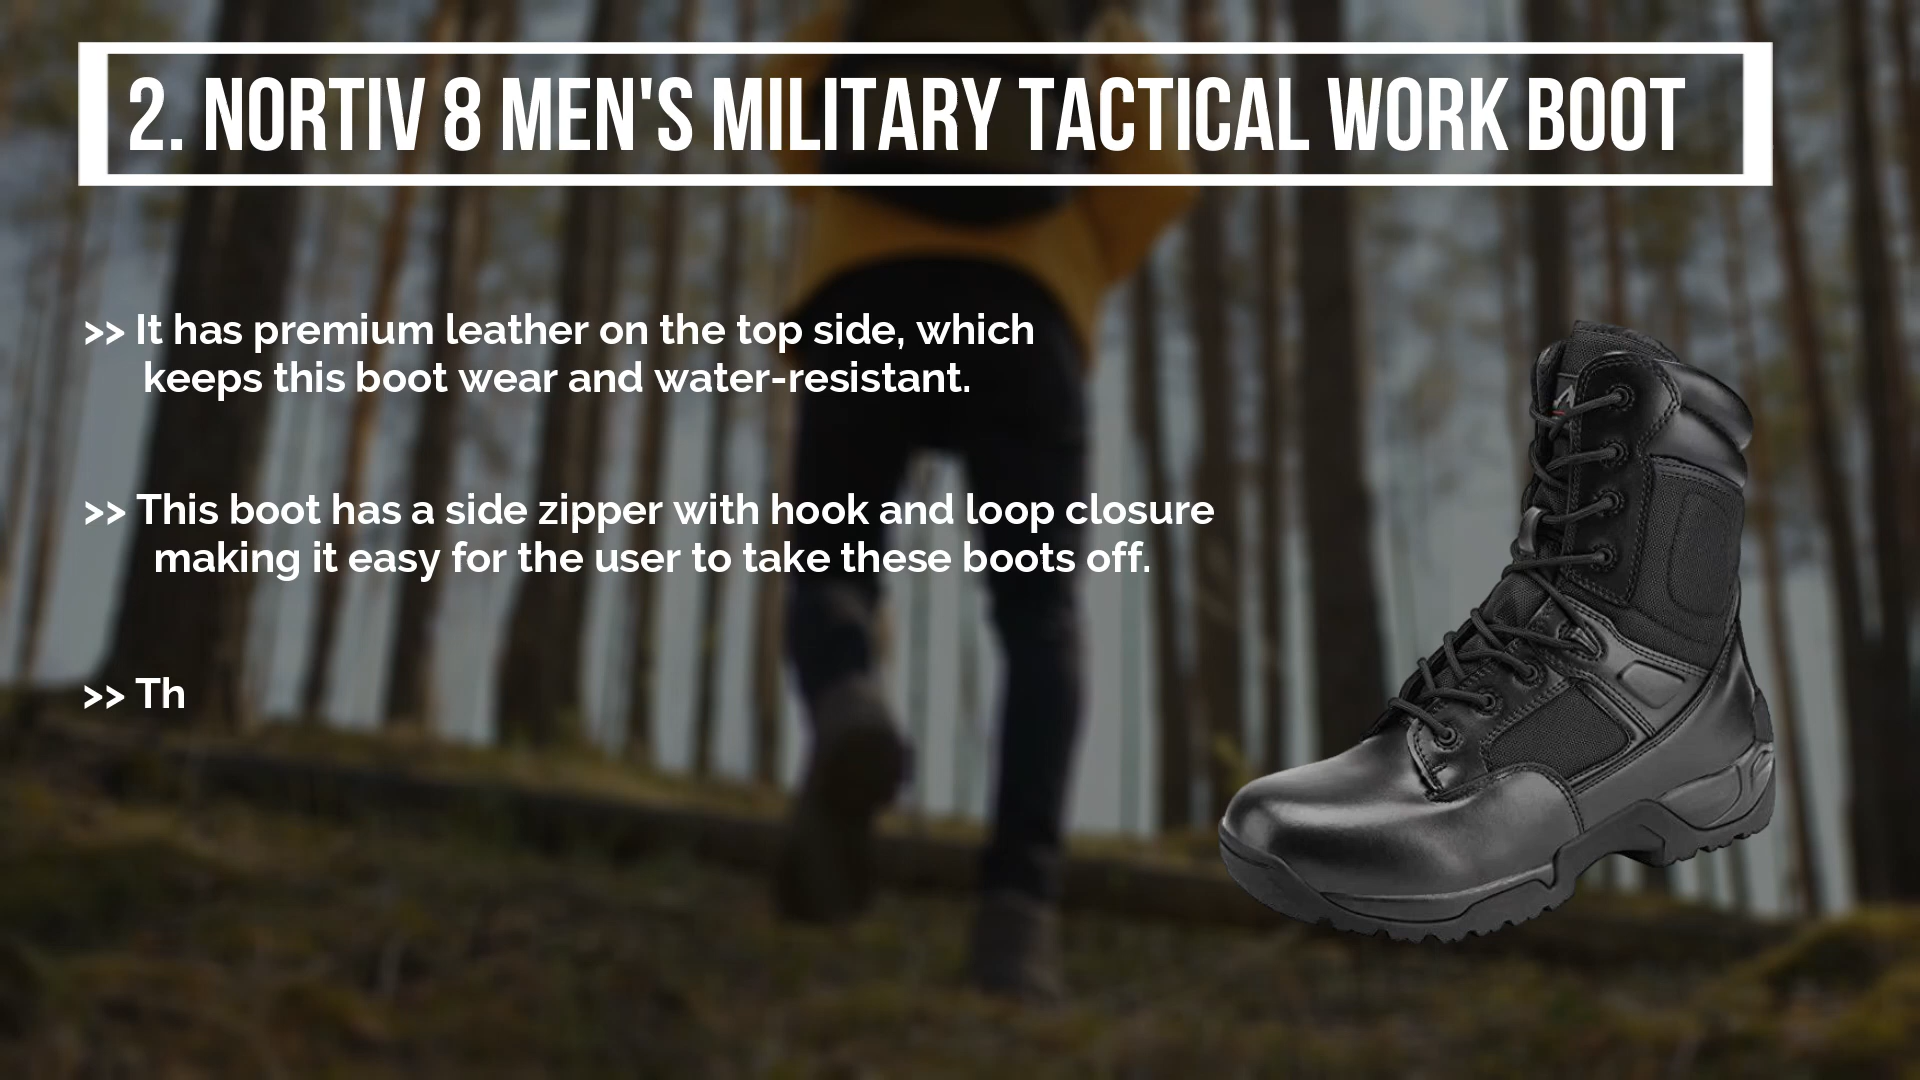 2. NORTIV 8 MEN'S MILITARY TACTICAL WORK BOOT
>> It has premium leather on the top side, which
keeps this boot wear and water-resistant.
>> This boot has a side zipper with hook and loop closure
making it easy for the user to take these boots off.
>> Th